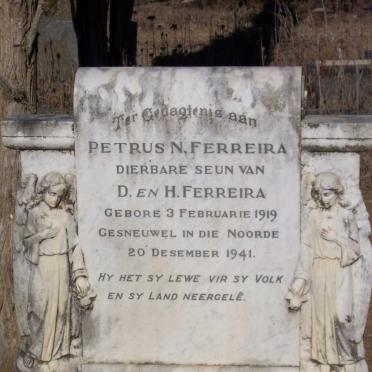 Ter Gedagtenis aan
PETRUS N. FERREIRA
DIERBARE SEUN VAN
D. EN H. FERREIRA
GEBORE 3 FEBRUARIE 1919
GESNEUWEL IN DIE NOORDE
20 DESEMBER 1941.
HY HET SY LEWE VIR SY VOLK
EN SY LAND NEERGELÊ.